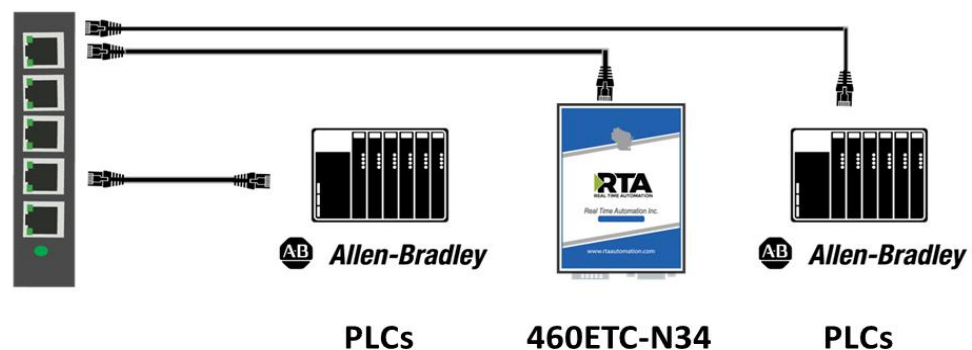 RTA
REAL TIME AUTOMATION
Real Time Automation Inc.
www.rtaautomation.com
AB Allen-Bradley
AB Allen-Bradley
PLCs
460ETC-N34
PLCs